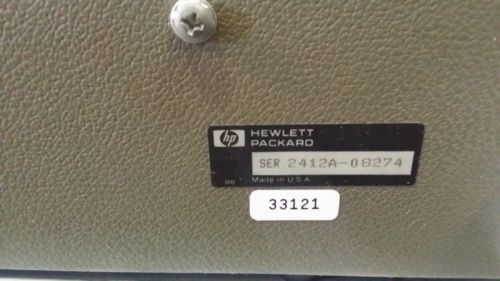 hp HEWLETT
PACKARD
SER. 2412A-08274
Made in U.S.A.
33121